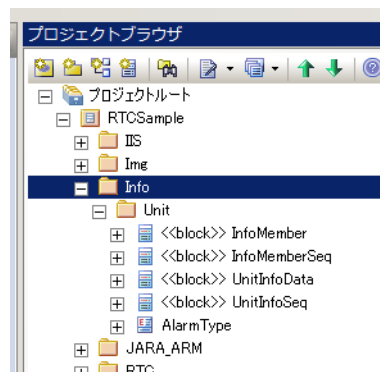 プロジェクトブラウザ
プロジェクトルート
RTCSample
IIS
Img
Info
Unit
<<block>> InfoMember
<<block>> InfoMemberSeq
<<block>> UnitInfoData
<<block>> UnitInfoSeq
AlarmType
JARA_ARM
RTC